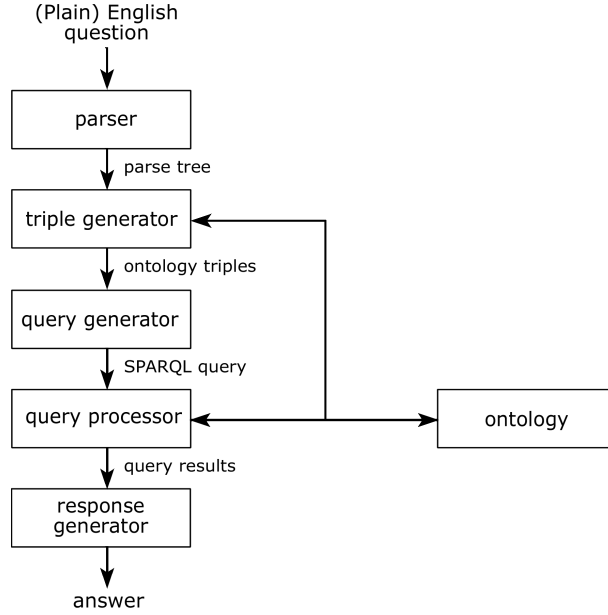 (Plain) English
question
parser
parse tree
triple generator
ontology triples
query generator
SPARQL query
query processor
ontology
query results
response
generator
answer